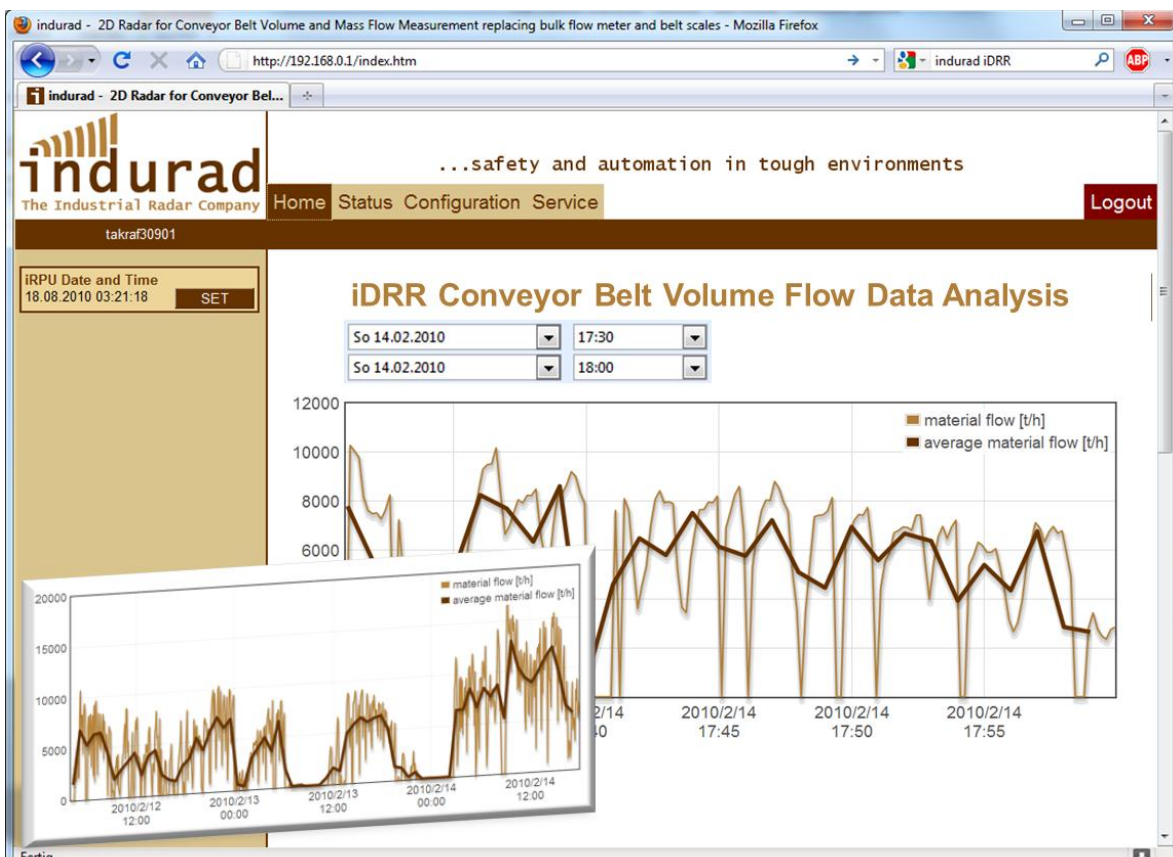 indurad - 2D Radar for Conveyor Belt Volume and Mass Flow Measurement replacing bulk flow meter and belt scales - Mozilla Firefox
http://192.168.0.1/index.htm
indurad iDRR
ABP
indurad - 2D Radar for Conveyor Bel...
indurad
The Industrial Radar Company
...safety and automation in tough environments
Home Status Configuration Service
Logout
takraf30901
iRPU Date and Time
18.08.2010 03:21:18 SET
iDRR Conveyor Belt Volume Flow Data Analysis
So 14.02.2010 17:30
So 14.02.2010 18:00
12000
10000
8000
6000
material flow [t/h]
average material flow [t/h]
2/14
40
2010/2/14
17:45
2010/2/14
17:50
2010/2/14
17:55
material flow [t/h]
average material flow [t/h]
20000
15000
10000
5000
0
2010/2/12
12:00
2010/2/13
00:00
2010/2/13
12:00
2010/2/14
00:00
2010/2/14
12:00
Fertig